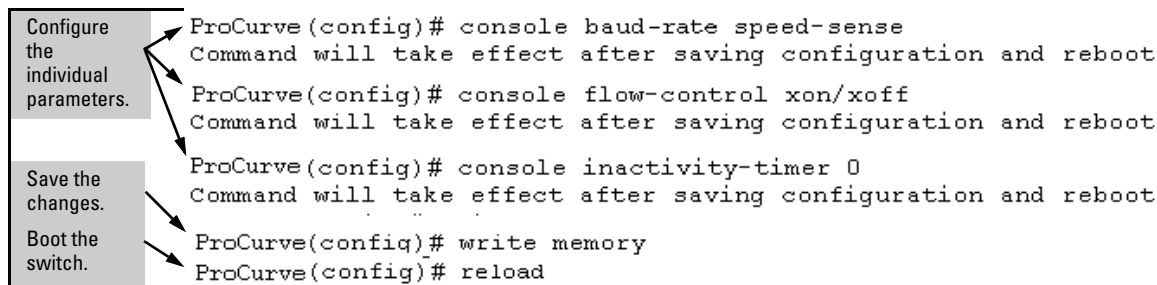 Configure
the
individual
parameters.
ProCurve(config)# console baud-rate speed-sense
Command will take effect after saving configuration and reboot
ProCurve(config)# console flow-control xon/xoff
Command will take effect after saving configuration and reboot
ProCurve(config)# console inactivity-timer 0
Command will take effect after saving configuration and reboot
Save the
changes.
ProCurve(config)# write memory
Boot the
switch.
ProCurve(config)# reload